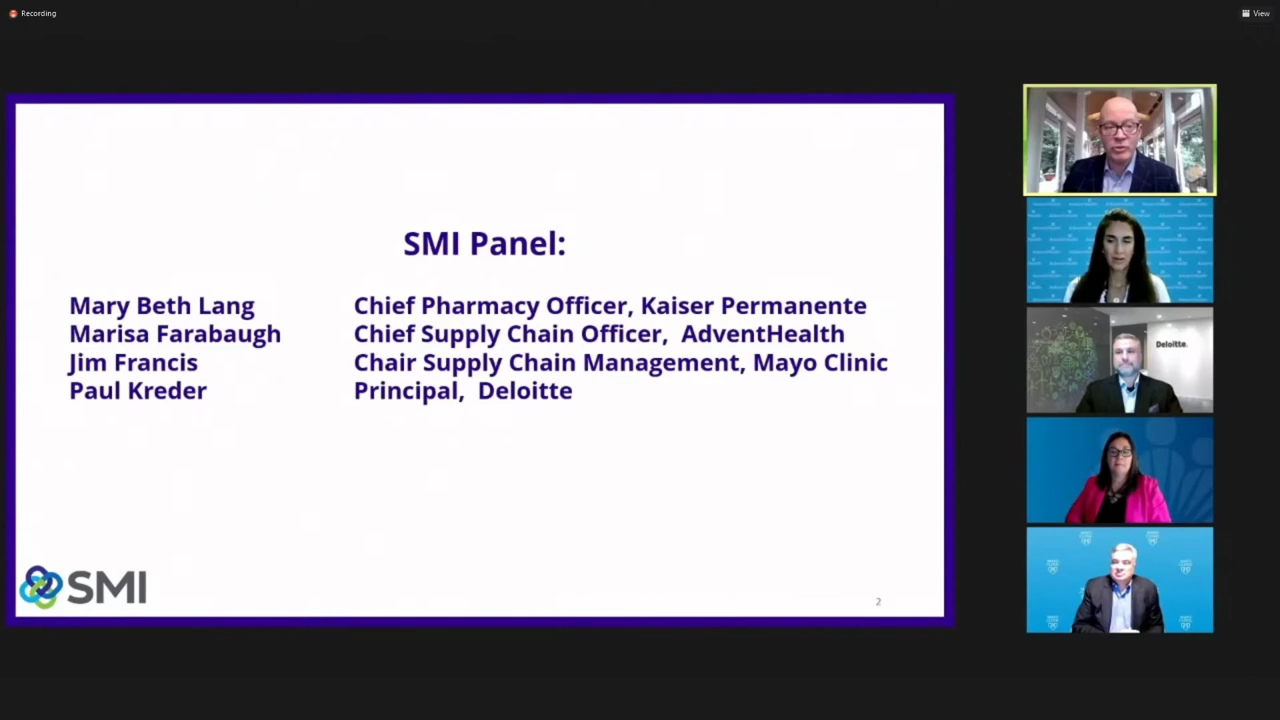 Recording
View
SMI Panel:
Mary Beth Lang Chief Pharmacy Officer, Kaiser Permanente
Marisa Farabaugh Chief Supply Chain Officer, AdventHealth
Jim Francis Chair Supply Chain Management, Mayo Clinic
Paul Kreder Principal, Deloitte
SMI
2
Deloitte.